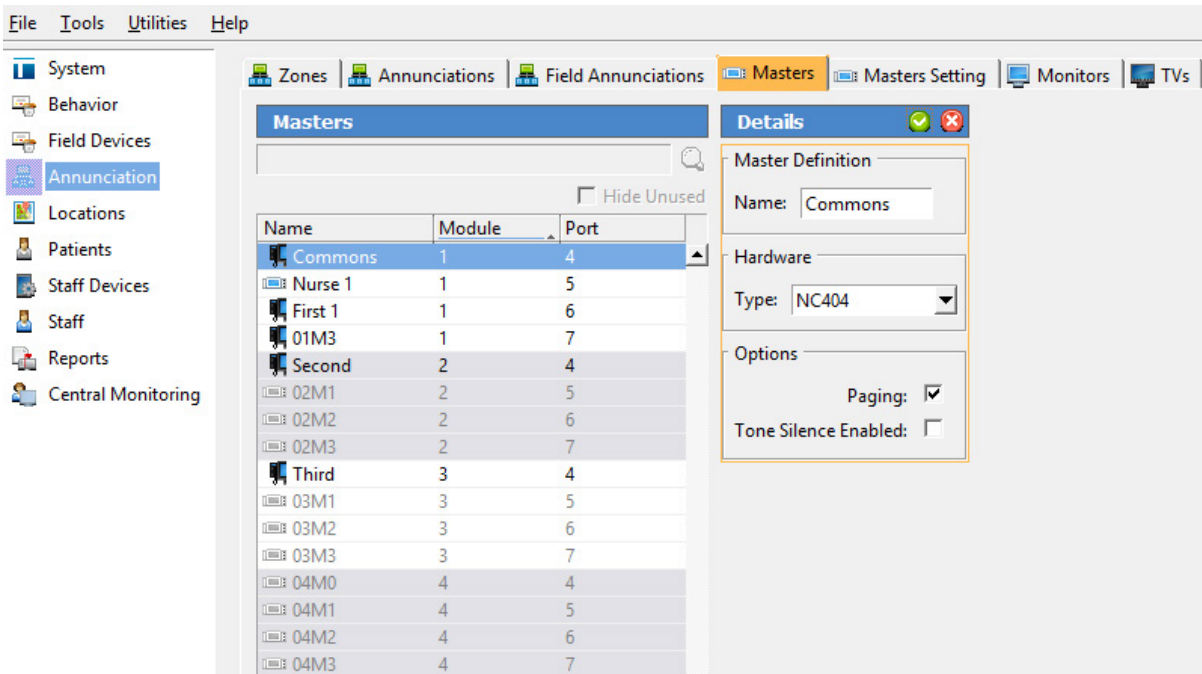 File Tools Utilities Help
System
Behavior
Field Devices
Annunciation
Locations
Patients
Staff Devices
Staff
Reports
Central Monitoring
Zones Annunciations Field Annunciations Masters Masters Setting Monitors TVs
Masters
Hide Unused
Name Module Port
Commons 1 4
Nurse 1 1 5
First 1 1 6
01M3 1 7
Second 2 4
02M1 2 5
02M2 2 6
02M3 2 7
Third 3 4
03M1 3 5
03M2 3 6
03M3 3 7
04M0 4 4
04M1 4 5
04M2 4 6
04M3 4 7
Details
Master Definition
Name: Commons
Hardware
Type: NC404
Options
Paging:
Tone Silence Enabled: